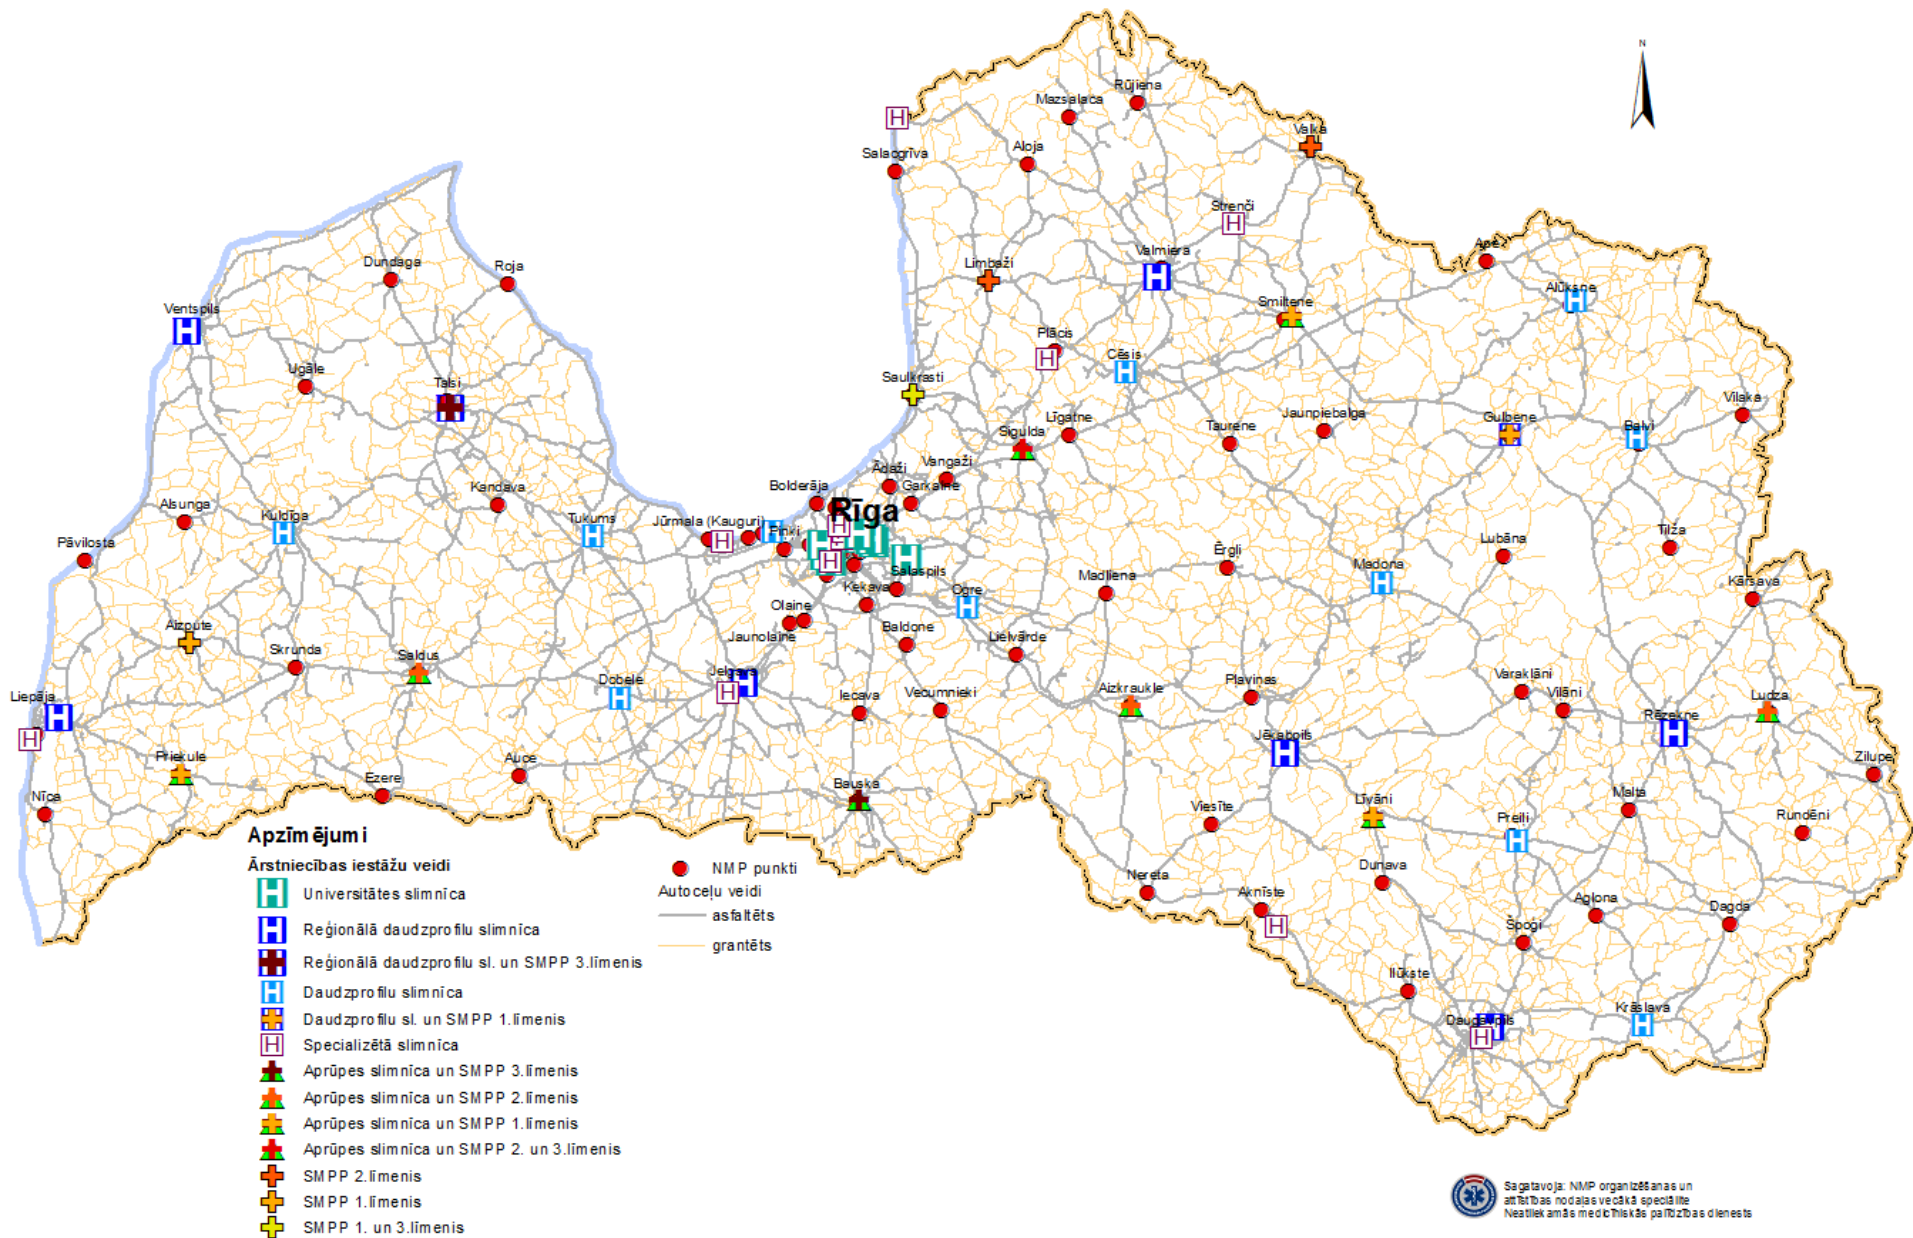 N
Rūjiena
Mazsalaca
Valka
Aloja
Salacgrīva
Strenči
Ape
Valmiera
Limbaži
Dundaga
Roja
Alūksne
Ventspils
Smiltene
Plācis
Cēsis
Ugāle
Talsi
Saulkrasti
Vilaka
Līgatne
Jaunpiebalga
Gulbene
Balvi
Taurene
Sigulda
Vangaži
Ādaži
Kandava
Bolderāja
Garkalne
Rīga
Alsunga
Kuldīga
Tukums
Jūrmala (Kauguri)
Piņķi
Tilža
Pāvilosta
Lubāna
Ērgļi
Madona
Salaspils
Madliena
Kārsava
Ķekava
Ogre
Olaine
Aizpute
Baldone
Jaunolaine
Lielvārde
Skrunda
Saldus
Jelgava
Dobele
Aizkraukle
Plavinas
Varaklāni
Vilāni
Ludza
Liepāja
Iecava
Vecumnieki
Rēzekne
Jēkabpils
Priekule
Auce
Zilupe
Ezere
Bauska
Nīca
Viesīte
Līvāni
Malta
Preiļi
Rundēni
Dunava
Nereta
Aknīste
Aglona
Dagda
Špoģi
Ilūkste
Krāslava
Daugavpils
Apzīmējumi
Ārstniecības iestāžu veidi
Universitātes slimnīca
Reģionālā daudzprofilu slimnīca
Reģionālā daudzprofilu sl. un SMPP 3.līmenis
Daudzprofilu slimnīca
Daudzprofilu sl. un SMPP 1.līmenis
Specializētā slimnīca
Aprūpes slimnīca un SMPP 3.līmenis
Aprūpes slimnīca un SMPP 2.līmenis
Aprūpes slimnīca un SMPP 1.līmenis
Aprūpes slimnīca un SMPP 2. un 3.līmenis
SMPP 2.līmenis
SMPP 1.līmenis
SMPP 1. un 3.līmenis
NMP punkti
Autoceļu veidi
asfaltēts
grantēts
Sagatavoja: NMP organizēšanas un
attīstības nodaļas vecākā speciālite
Neatliekamās medicīniskās palīdzības dienests